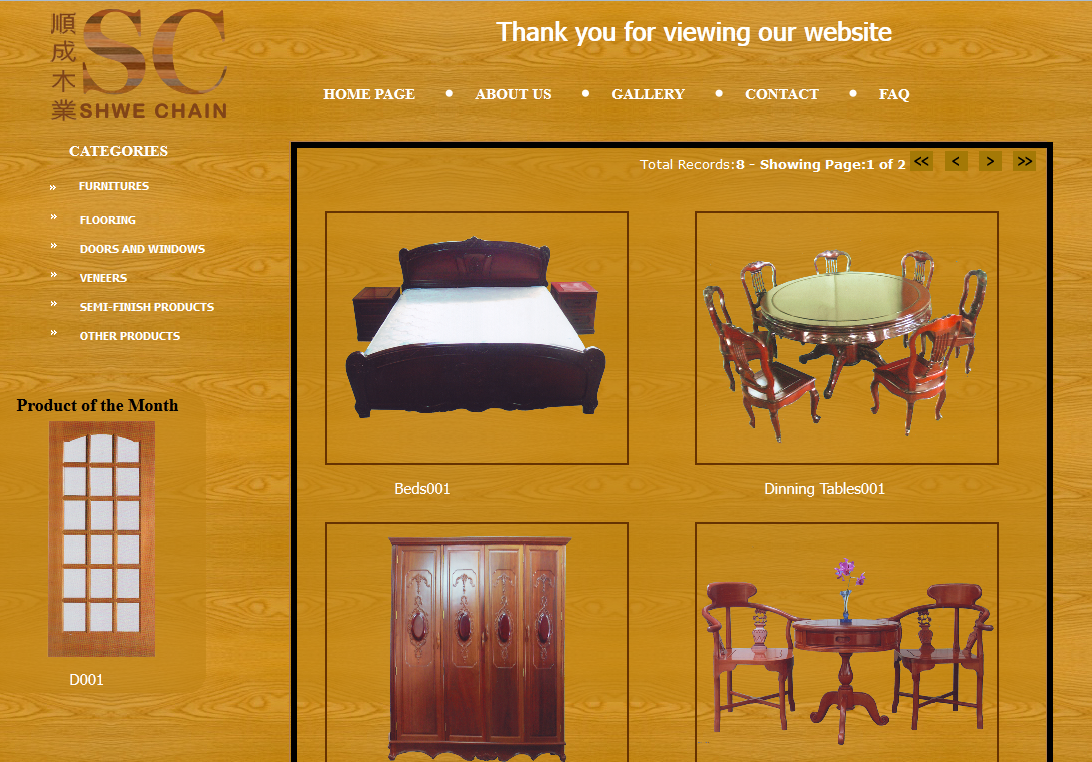 順成木業
SC
SHWE CHAIN
Thank you for viewing our website
HOME PAGE
ABOUT US
GALLERY
CONTACT
FAQ
CATEGORIES
» FURNITURES
» FLOORING
» DOORS AND WINDOWS
» VENEERS
» SEMI-FINISH PRODUCTS
» OTHER PRODUCTS
Product of the Month
D001
Total Records:8 - Showing Page:1 of 2 << < > >>
Beds001
Dinning Tables001